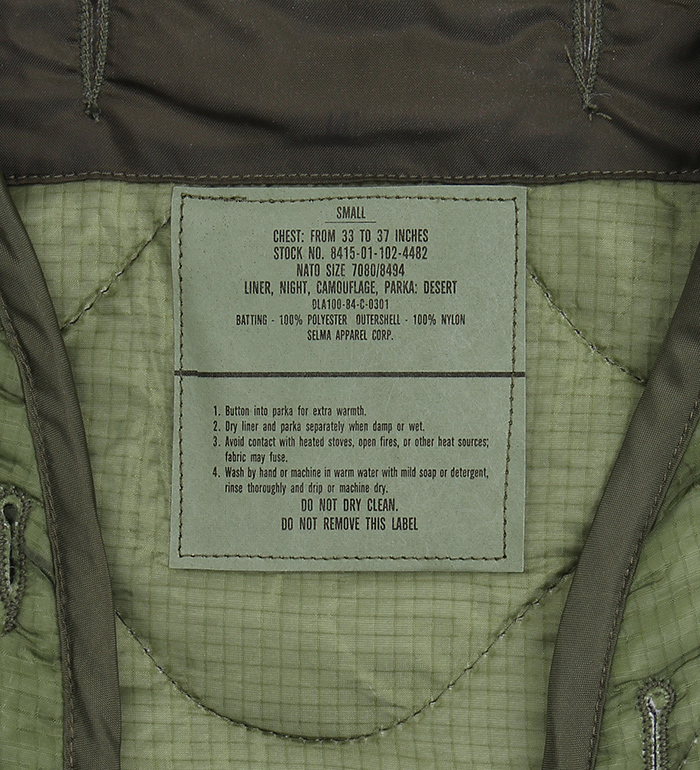 SMALL
CHEST: FROM 33 TO 37 INCHES
STOCK NO. 8415-01-102-4482
NATO SIZE 7080/8494
LINER, NIGHT, CAMOUFLAGE, PARKA: DESERT
DLA100-84-C-0301
BATTING - 100% POLYESTER OUTERSHELL - 100% NYLON
SELMA APPAREL CORP.
1. Button into parka for extra warmth.
2. Dry liner and parka separately when damp or wet.
3. Avoid contact with heated stoves, open fires, or other heat sources;
fabric may fuse.
4. Wash by hand or machine in warm water with mild soap or detergent,
rinse thoroughly and drip or machine dry.
DO NOT DRY CLEAN.
DO NOT REMOVE THIS LABEL